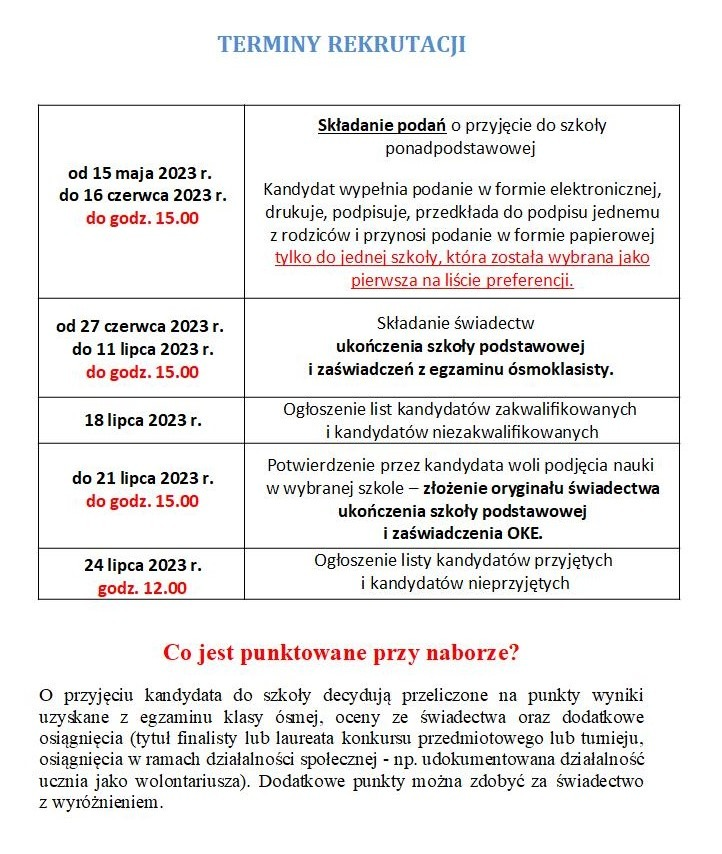 TERMINY REKRUTACJI
od 15 maja 2023 r.
do 16 czerwca 2023 r.
do godz. 15.00
Składanie podań o przyjęcie do szkoły
ponadpodstawowej
Kandydat wypełnia podanie w formie elektronicznej,
drukuje, podpisuje, przedkłada do podpisu jednemu
z rodziców i przynosi podanie w formie papierowej
tylko do jednej szkoły, która została wybrana jako
pierwsza na liście preferencji.
od 27 czerwca 2023 r.
do 11 lipca 2023 r.
do godz. 15.00
Składanie świadectw
ukończenia szkoły podstawowej
i zaświadczeń z egzaminu ósmoklasisty.
18 lipca 2023 r.
Ogłoszenie list kandydatów zakwalifikowanych
i kandydatów niezakwalifikowanych
do 21 lipca 2023 r.
do godz. 15.00
Potwierdzenie przez kandydata woli podjęcia nauki
w wybranej szkole – złożenie oryginału świadectwa
ukończenia szkoły podstawowej
i zaświadczenia OKE.
24 lipca 2023 r.
godz. 12.00
Ogłoszenie listy kandydatów przyjętych
i kandydatów nieprzyjętych
Co jest punktowane przy naborze?
O przyjęciu kandydata do szkoły decydują przeliczone na punkty wyniki
uzyskane z egzaminu klasy ósmej, oceny ze świadectwa oraz dodatkowe
osiągnięcia (tytuł finalisty lub laureata konkursu przedmiotowego lub turnieju,
osiągnięcia w ramach działalności społecznej - np. udokumentowana działalność
ucznia jako wolontariusza). Dodatkowe punkty można zdobyć za świadectwo
z wyróżnieniem.